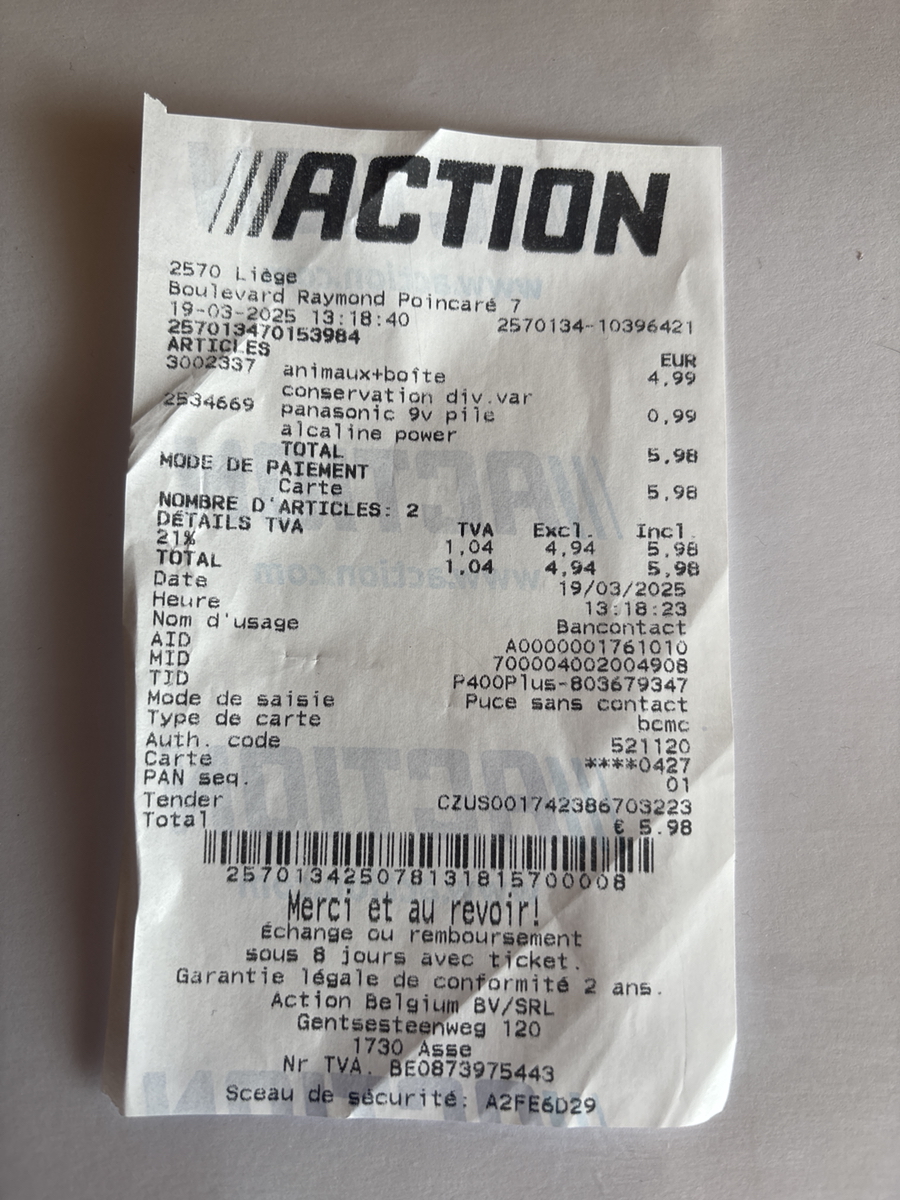 ///ACTION
2570 Liège
Boulevard Raymond Poincaré 7
19-03-2025 13:18:40 2570134-10396421
257013470153984
ARTICLES EUR
3002337 animaux+boîte 4,99
conservation div.var
2534669 panasonic 9v pile 0,99
alcaline power
TOTAL 5,98
MODE DE PAIEMENT
Carte 5,98
NOMBRE D'ARTICLES: 2
DÉTAILS TVA TVA Excl. Incl.
21% 1,04 4,94 5,98
TOTAL 1,04 4,94 5,98
Date 19/03/2025
Heure 13:18:23
Nom d'usage Bancontact
AID A0000001761010
MID 700004002004908
TID P400Plus-803679347
Mode de saisie Puce sans contact
Type de carte bcmc
Auth. code 521120
Carte ****0427
PAN seq. 01
Tender CZUS001742386703223
Total € 5.98
257013425078131815700008
Merci et au revoir!
Échange ou remboursement
sous 8 jours avec ticket.
Garantie légale de conformité 2 ans.
Action Belgium BV/SRL
Gentsesteenweg 120
1730 Asse
Nr TVA. BE0873975443
Sceau de sécurité: A2FE6D29